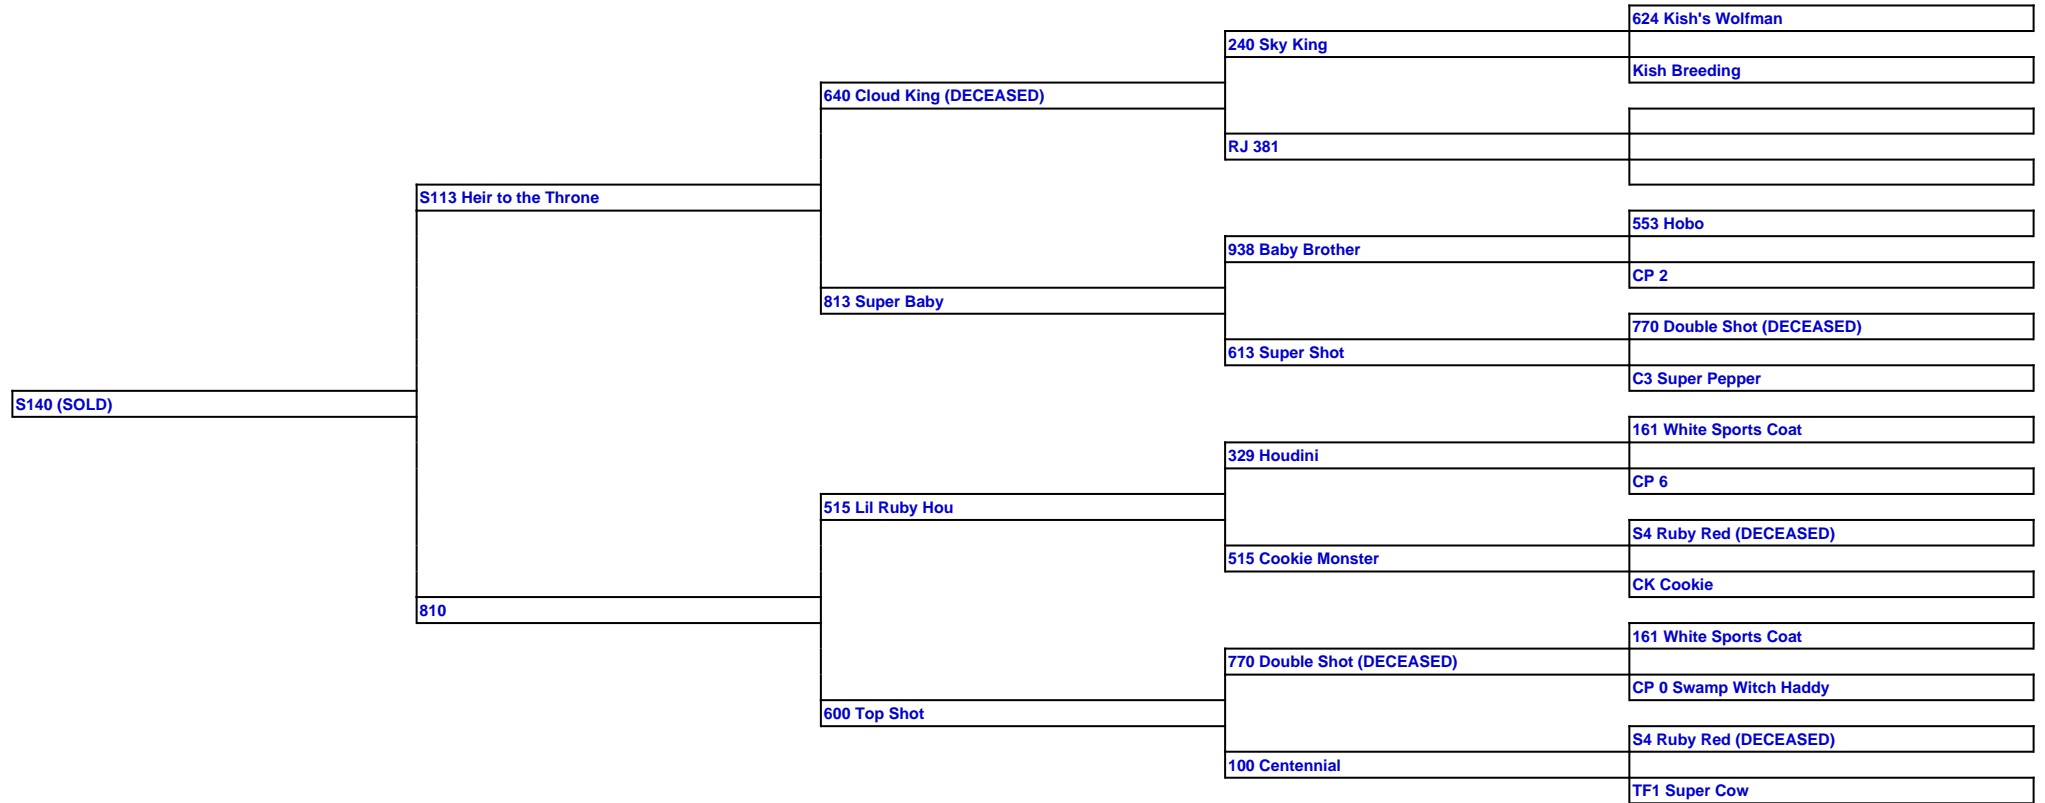 624 Kish's Wolfman
240 Sky King
Kish Breeding
640 Cloud King (DECEASED)
RJ 381
S113 Heir to the Throne
553 Hobo
938 Baby Brother
CP 2
813 Super Baby
770 Double Shot (DECEASED)
613 Super Shot
C3 Super Pepper
S140 (SOLD)
161 White Sports Coat
329 Houdini
CP 6
515 Lil Ruby Hou
S4 Ruby Red (DECEASED)
515 Cookie Monster
CK Cookie
810
161 White Sports Coat
770 Double Shot (DECEASED)
CP 0 Swamp Witch Haddy
600 Top Shot
S4 Ruby Red (DECEASED)
100 Centennial
TF1 Super Cow